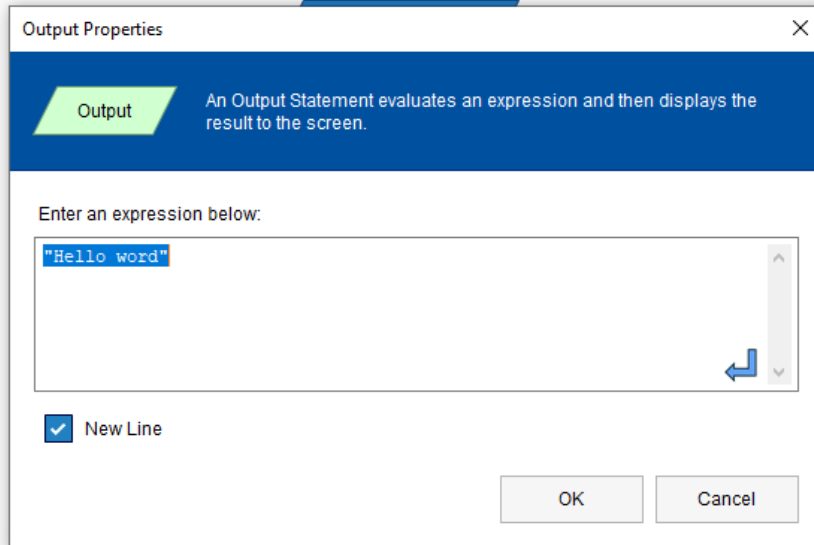 Output Properties
Output
An Output Statement evaluates an expression and then displays the
result to the screen.
Enter an expression below:
"Hello word"
New Line
OK
Cancel